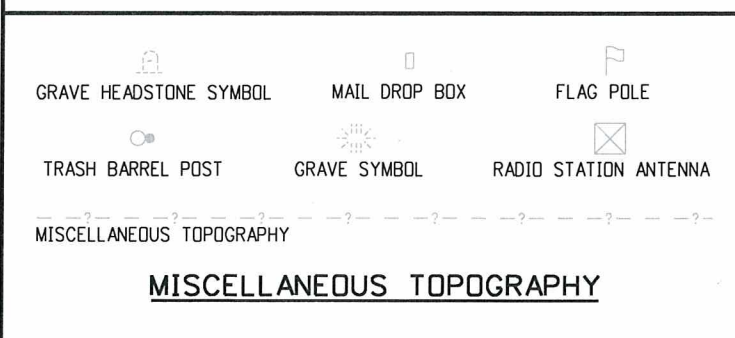 GRAVE HEADSTONE SYMBOL MAIL DROP BOX FLAG POLE
TRASH BARREL POST GRAVE SYMBOL RADIO STATION ANTENNA
— —?— — —?— — —?— — —?— — —?— — —?— — —?— — —?—
MISCELLANEOUS TOPOGRAPHY
MISCELLANEOUS TOPOGRAPHY